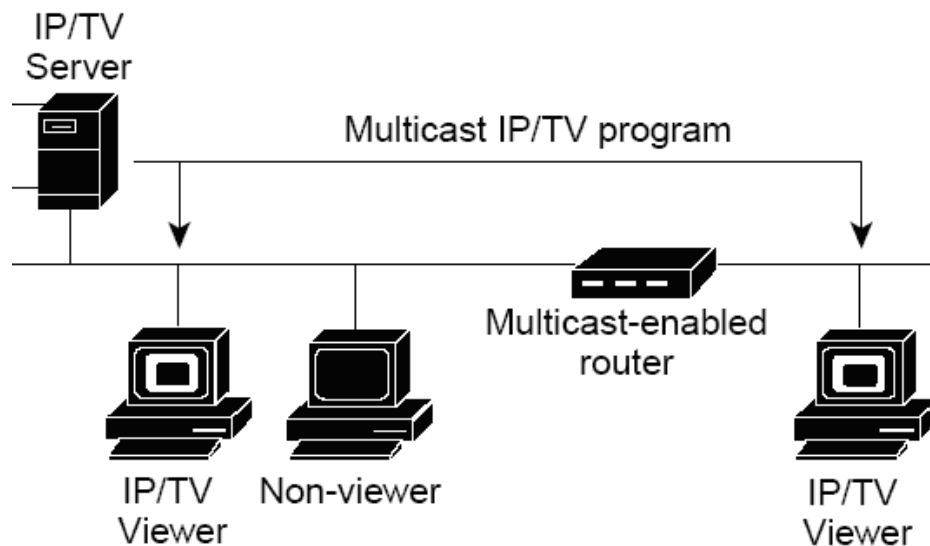 IP/TV
Server
Multicast IP/TV program
Multicast-enabled
router
IP/TV
Viewer
Non-viewer
IP/TV
Viewer